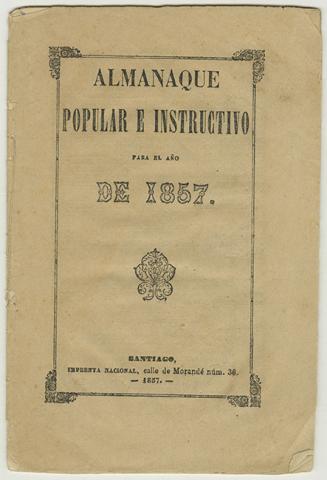 ALMANAQUE
POPULAR E INSTRUCTIVO
PARA EL AÑO
DE 1857.
SANTIAGO,
IMPRENTA NACIONAL, calle de Morandé núm. 36.
— 1857. —